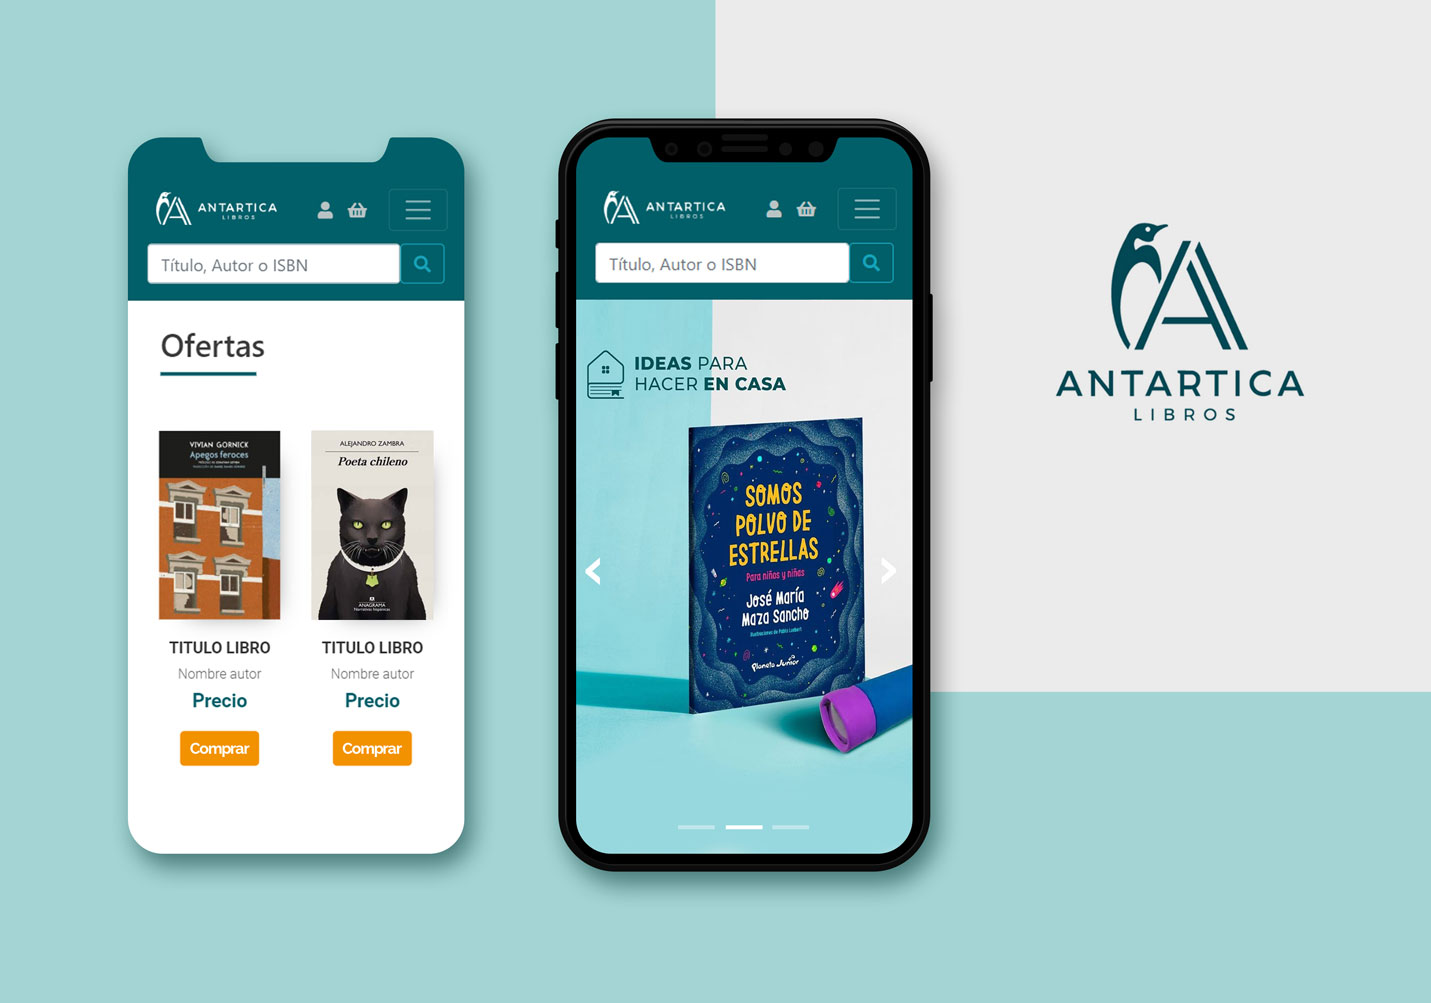 ANTARTICA
LIBROS
Título, Autor o ISBN
Ofertas
VIVIAN GORNICK
Apegos feroces
ALEJANDRO ZAMBRA
Poeta chileno
ANAGRAMA
Narrativas hispánicas
TITULO LIBRO
Nombre autor
Precio
Comprar
TITULO LIBRO
Nombre autor
Precio
Comprar
ANTARTICA
LIBROS
Título, Autor o ISBN
IDEAS PARA
HACER EN CASA
SOMOS
POLVO DE
ESTRELLAS
Para niños y niñas
José María
Maza Sancho
Planeta Junior
ANTARTICA
LIBROS